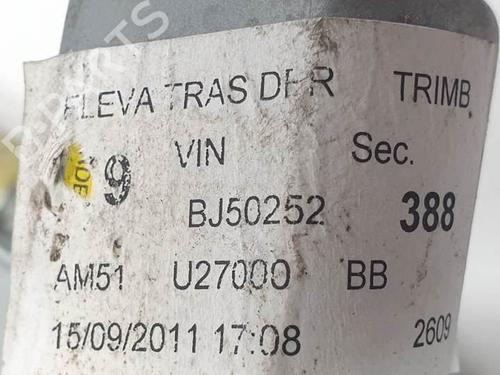 ELEVA TRAS DER TRIMB
9 VIN Sec.
BJ50252 388
AM51 U27000 BB
15/09/2011 17:08 2609